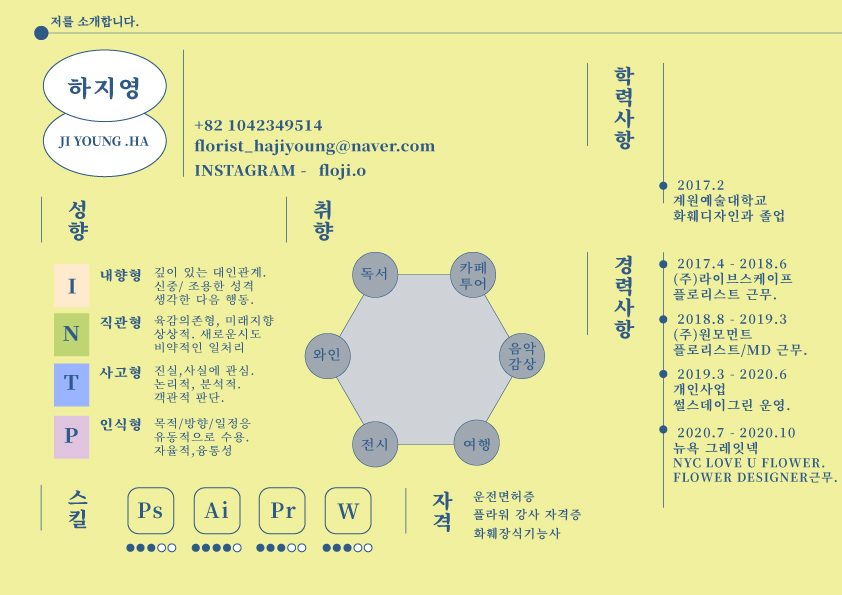 저를 소개합니다.
하지영
JI YOUNG .HA
+82 1042349514
florist_hajiyoung@naver.com
INSTAGRAM - floji.o
학력사항
2017.2
계원예술대학교
화훼디자인과 졸업
성향
I
내향형
깊이 있는 대인관계.
신중/ 조용한 성격
생각한 다음 행동.
N
직관형
육감의존형, 미래지향
상상적. 새로운시도
비약적인 일처리
T
사고형
진실,사실에 관심.
논리적, 분석적.
객관적 판단.
P
인식형
목적/방향/일정응
유동적으로 수용.
자율적,융통성
취향
독서
카페
투어
와인
음악
감상
전시
여행
경력사항
2017.4 - 2018.6
(주)라이브스케이프
플로리스트 근무.
2018.8 - 2019.3
(주)원모먼트
플로리스트/MD 근무.
2019.3 - 2020.6
개인사업
썰스데이그린 운영.
2020.7 - 2020.10
뉴욕 그레잇넥
NYC LOVE U FLOWER.
FLOWER DESIGNER근무.
스킬
Ps
Ai
Pr
W
자격
운전면허증
플라워 강사 자격증
화훼장식기능사